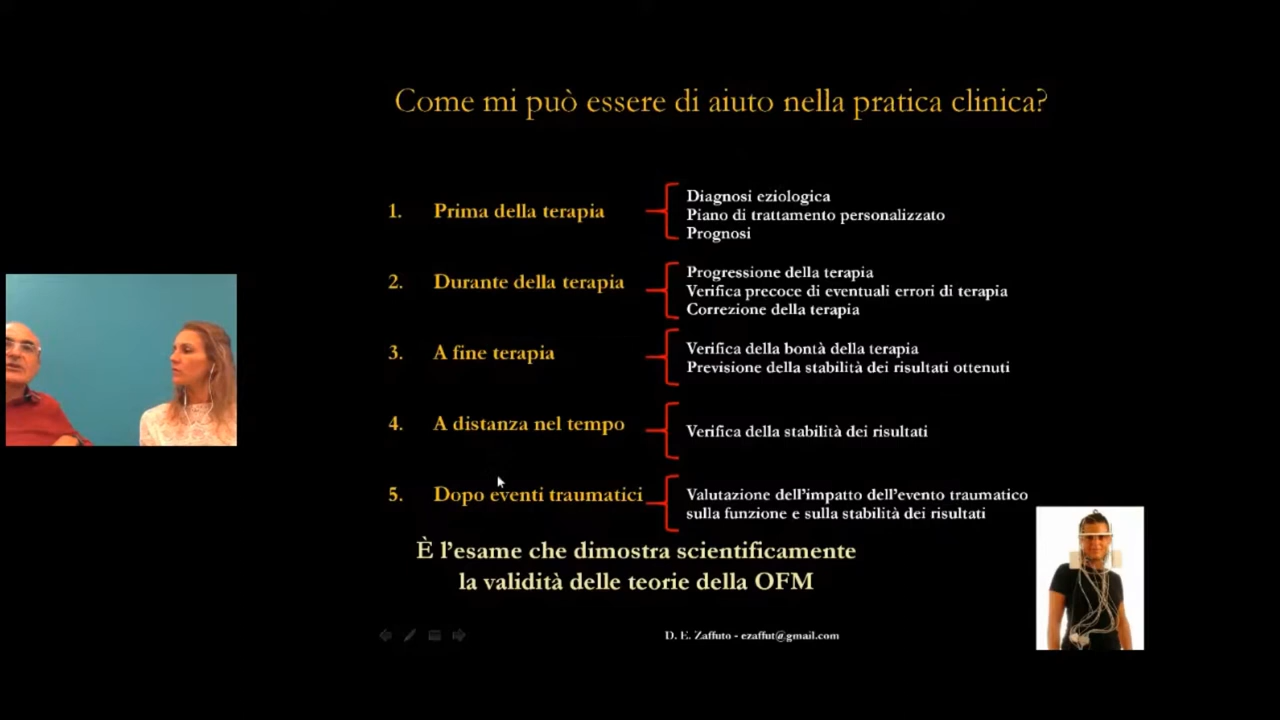 Come mi può essere di aiuto nella pratica clinica?
1. Prima della terapia
Diagnosi eziologica
Piano di trattamento personalizzato
Prognosi
2. Durante della terapia
Progressione della terapia
Verifica precoce di eventuali errori di terapia
Correzione della terapia
3. A fine terapia
Verifica della bontà della terapia
Previsione della stabilità dei risultati ottenuti
4. A distanza nel tempo
Verifica della stabilità dei risultati
5. Dopo eventi traumatici
Valutazione dell'impatto dell'evento traumatico
sulla funzione e sulla stabilità dei risultati
È l'esame che dimostra scientificamente
la validità delle teorie della OFM
D. E. Zaffuto - ezaffut@gmail.com